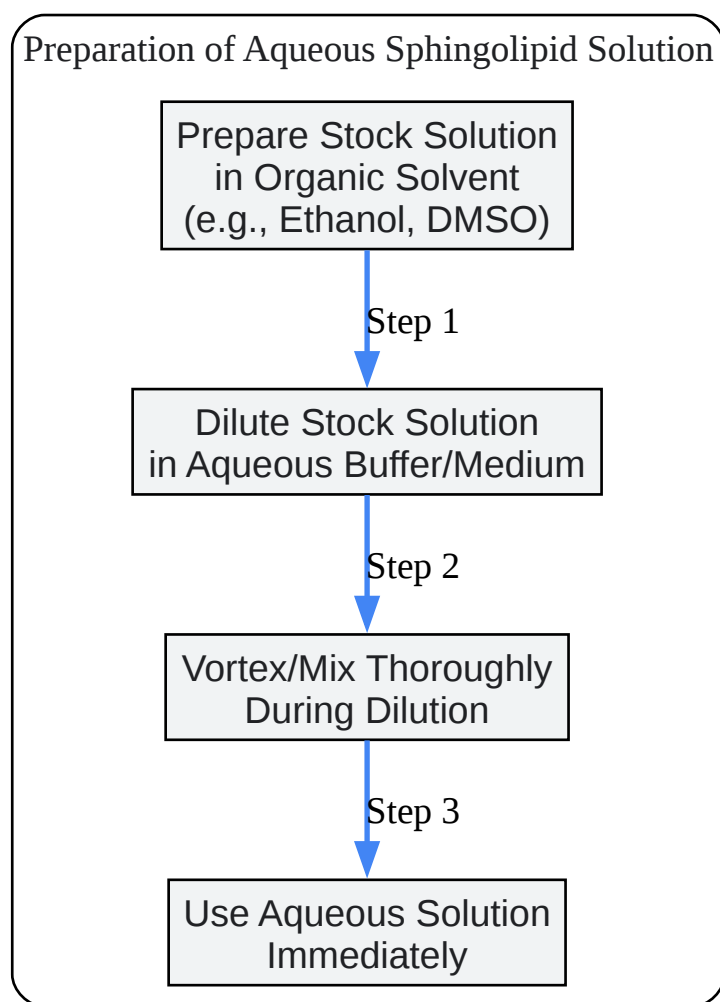 Preparation of Aqueous Sphingolipid Solution
Prepare Stock Solution
in Organic Solvent
(e.g., Ethanol, DMSO)
Step 1
Dilute Stock Solution
in Aqueous Buffer/Medium
Step 2
Vortex/Mix Thoroughly
During Dilution
Step 3
Use Aqueous Solution
Immediately